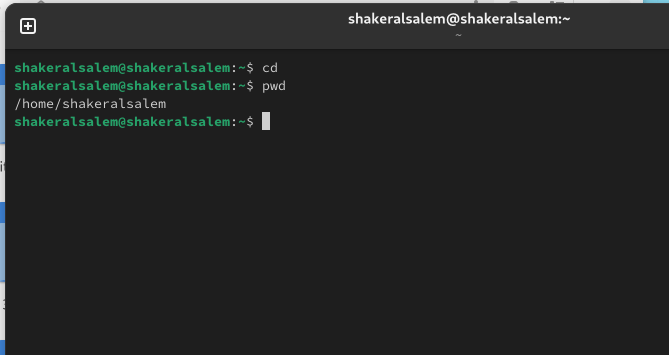 shakeralsalem@shakeralsalem:~
~
shakeralsalem@shakeralsalem:~$ cd
shakeralsalem@shakeralsalem:~$ pwd
/home/shakeralsalem
shakeralsalem@shakeralsalem:~$